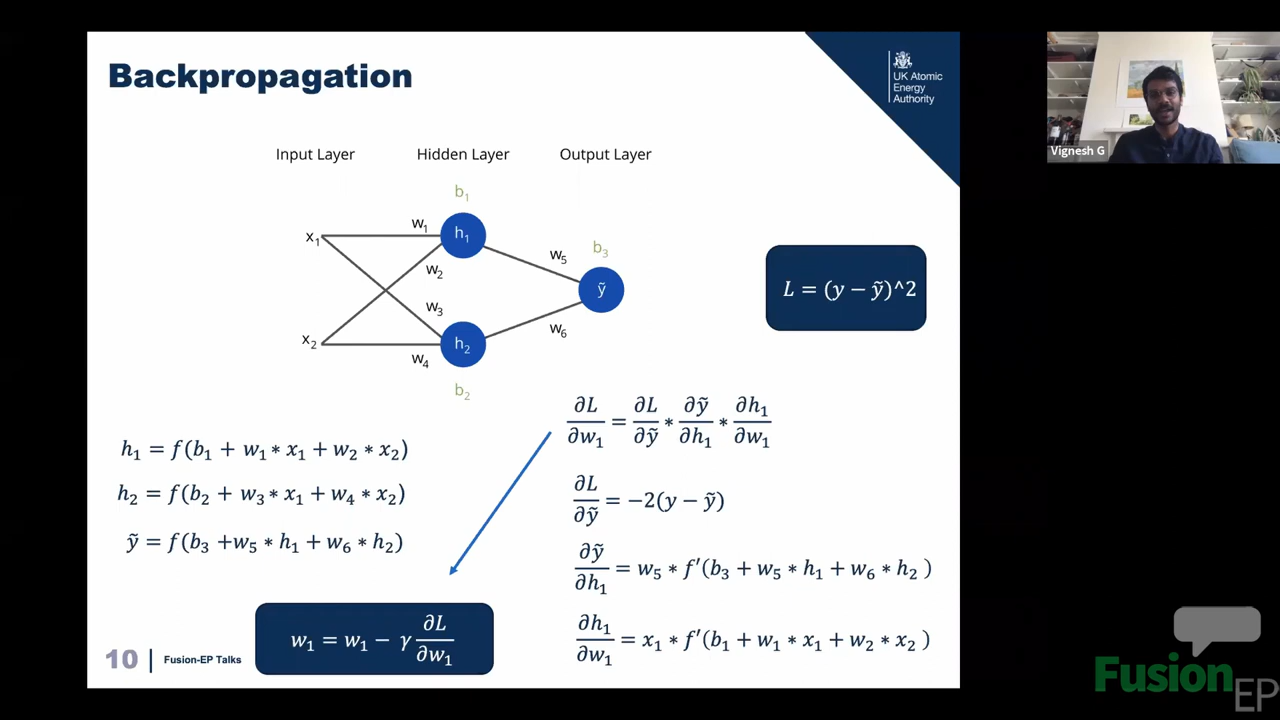 Backpropagation
UK Atomic
Energy
Authority
Vignesh G
Input Layer
Hidden Layer
Output Layer
b₁
x₁
w₁
h₁
w₂
w₅
b₃
ỹ
w₃
x₂
w₄
h₂
w₆
b₂
L = (y − ỹ)^2
∂L/∂w₁ = ∂L/∂ỹ * ∂ỹ/∂h₁ * ∂h₁/∂w₁
h₁ = f(b₁ + w₁ * x₁ + w₂ * x₂)
h₂ = f(b₂ + w₃ * x₁ + w₄ * x₂)
ỹ = f(b₃ +w₅ * h₁ + w₆ * h₂)
∂L/∂ỹ = −2(y − ỹ)
∂ỹ/∂h₁ = w₅ * f′(b₃ + w₅ * h₁ + w₆ * h₂ )
∂h₁/∂w₁ = x₁ * f′(b₁ + w₁ * x₁ + w₂ * x₂ )
w₁ = w₁ − γ ∂L/∂w₁
10 | Fusion-EP Talks
Fusion
EP